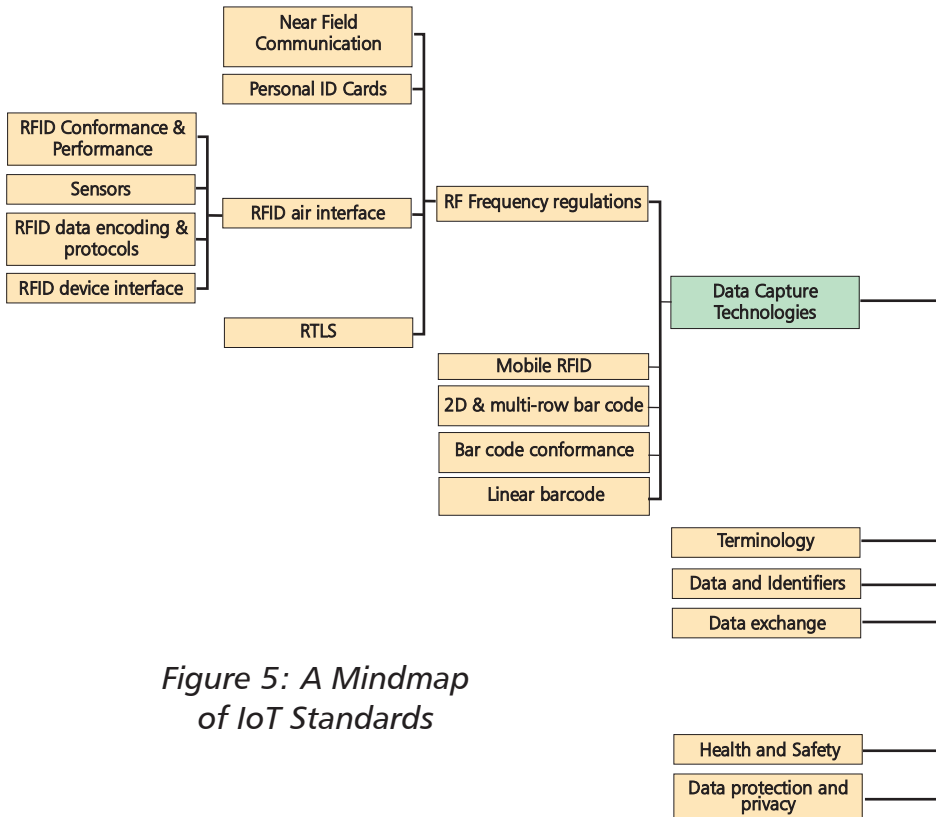 Near Field
Communication
Personal ID Cards
RFID Conformance &
Performance
Sensors
RFID air interface
RF Frequency regulations
RFID data encoding &
protocols
RFID device interface
Data Capture
Technologies
RTLS
Mobile RFID
2D & multi-row bar code
Bar code conformance
Linear barcode
Terminology
Data and Identifiers
Data exchange
Figure 5: A Mindmap
of IoT Standards
Health and Safety
Data protection and
privacy